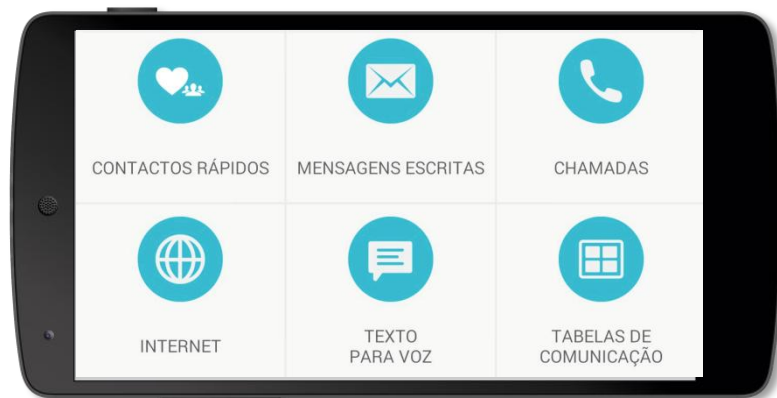 CONTACTOS RÁPIDOS
MENSAGENS ESCRITAS
CHAMADAS
INTERNET
TEXTO
PARA VOZ
TABELAS DE
COMUNICAÇÃO